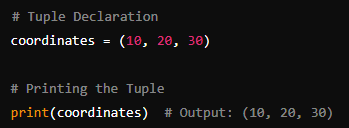 # Tuple Declaration
coordinates = (10, 20, 30)
# Printing the Tuple
print(coordinates)  # Output: (10, 20, 30)